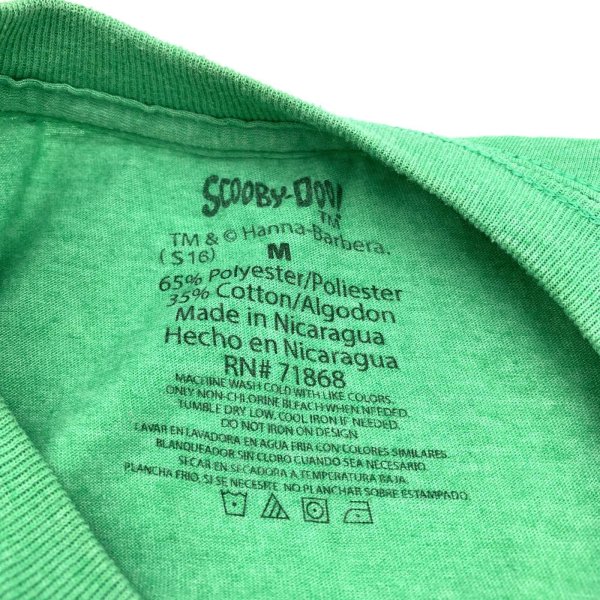 SCOOBY-DOO!
TM
TM & © Hanna-Barbera.
(S16) M
65% Polyester/Poliester
35% Cotton/Algodon
Made in Nicaragua
Hecho en Nicaragua
RN# 71868
MACHINE WASH COLD WITH LIKE COLORS.
ONLY NON-CHLORINE BLEACH WHEN NEEDED.
TUMBLE DRY LOW, COOL IRON IF NEEDED.
DO NOT IRON ON DESIGN
LAVAR EN LAVADORA EN AGUA FRIA CON COLORES SIMILARES.
BLANQUEADOR SIN CLORO CUANDO SEA NECESARIO.
SECAR EN SECADORA A TEMPERATURA BAJA.
PLANCHA FRIO, SI SE NECESITE. NO PLANCHAR SOBRE ESTAMPADO